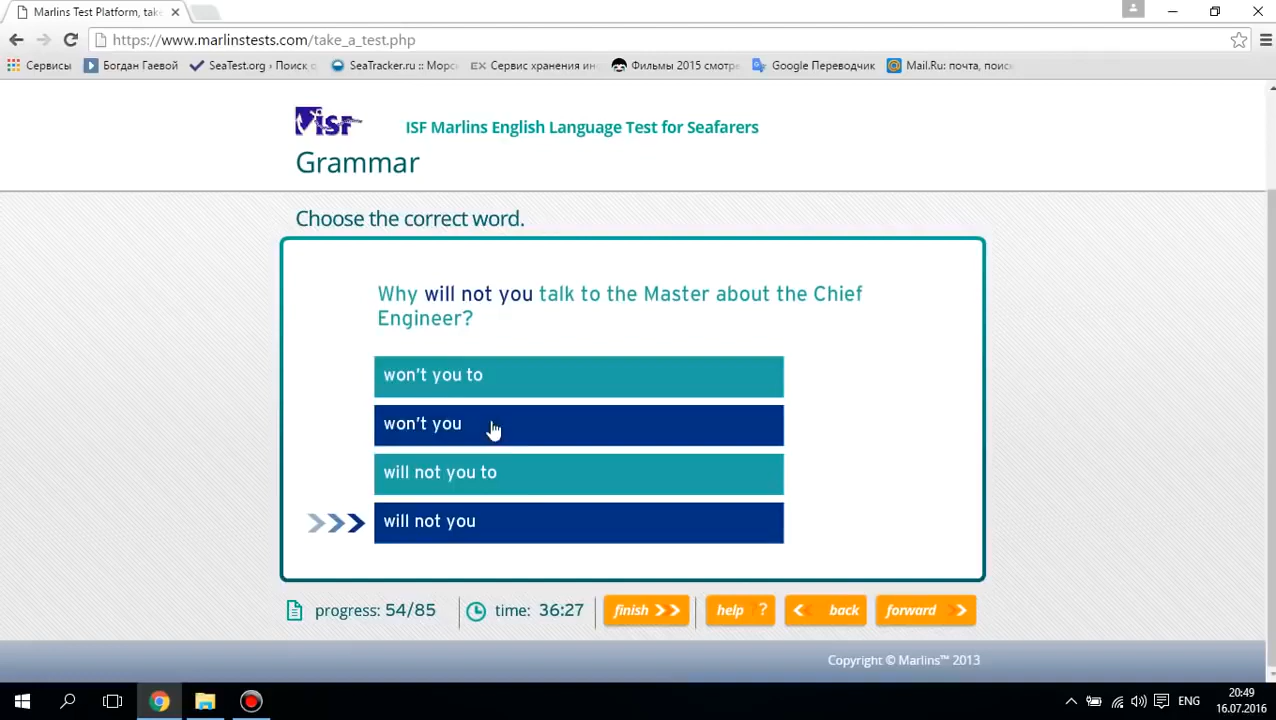 Marlins Test Platform, take
https://www.marlinstests.com/take_a_test.php
Сервисы Богдан Гаевой SeaTest.org › Поиск SeaTracker.ru :: Морс EX Сервис хранения ин Фильмы 2015 смотре Google Переводчик Mail.Ru: почта, поиск
ISF ISF Marlins English Language Test for Seafarers
Grammar
Choose the correct word.
Why will not you talk to the Master about the Chief
Engineer?
won't you to
won't you
will not you to
will not you
progress: 54/85 time: 36:27 finish help ? back forward
Copyright © Marlins™ 2013
ENG
20:49
16.07.2016